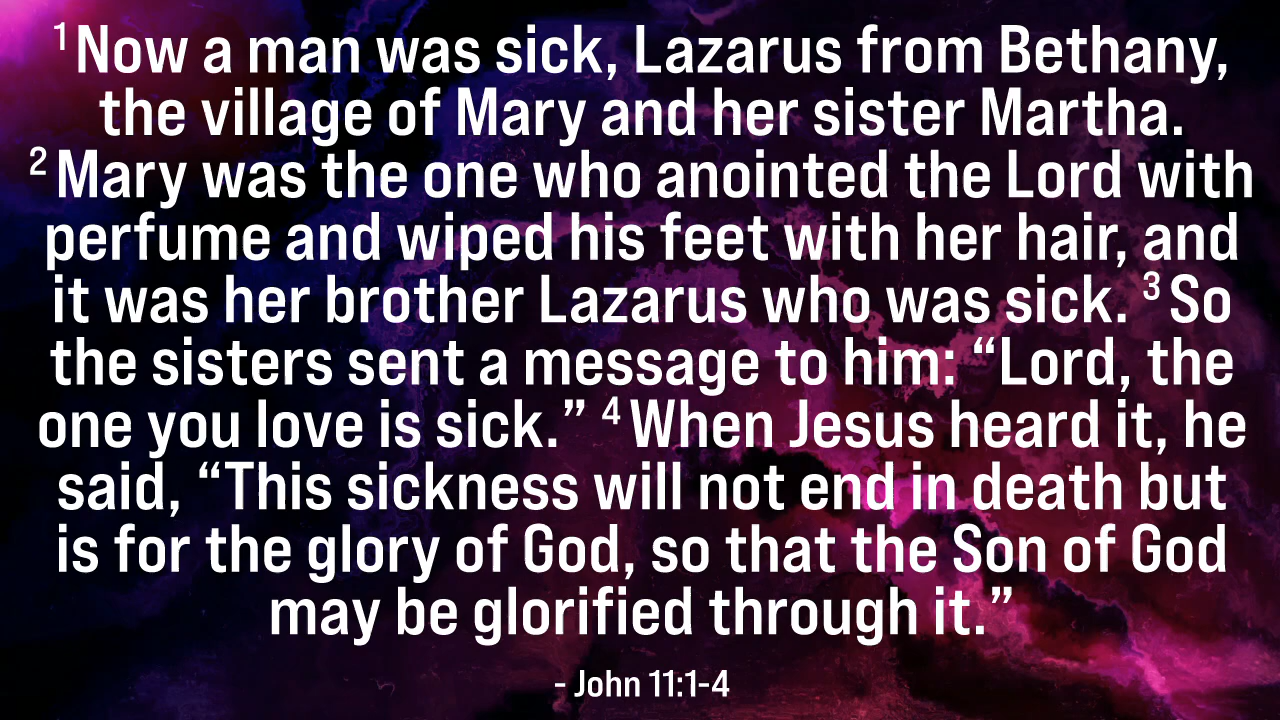 ¹ Now a man was sick, Lazarus from Bethany,
the village of Mary and her sister Martha.
² Mary was the one who anointed the Lord with
perfume and wiped his feet with her hair, and
it was her brother Lazarus who was sick. ³ So
the sisters sent a message to him: “Lord, the
one you love is sick.” ⁴ When Jesus heard it, he
said, “This sickness will not end in death but
is for the glory of God, so that the Son of God
may be glorified through it.”
- John 11:1-4